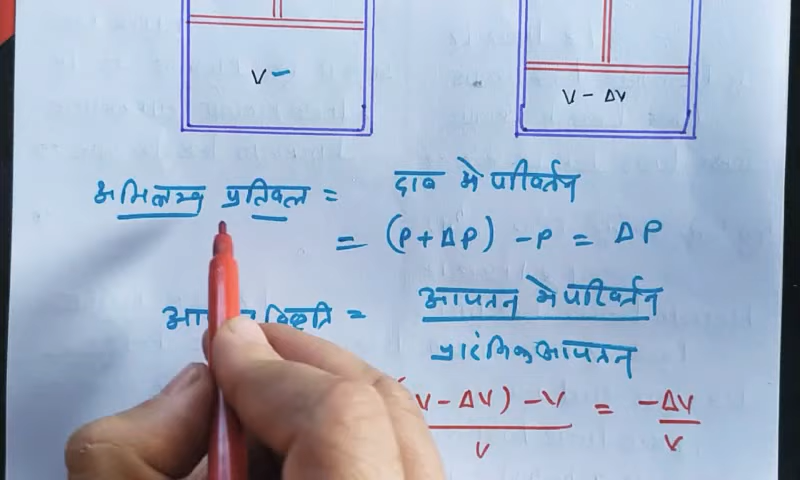 V -
V - ΔV
अभिलम्ब प्रतिबल = दाब मे परिवर्तन
= (P + ΔP) - P = ΔP
विकृति = आयतन मे परिवर्तन
प्रारंभिक आयतन
V - ΔV) - V = -ΔV
V V